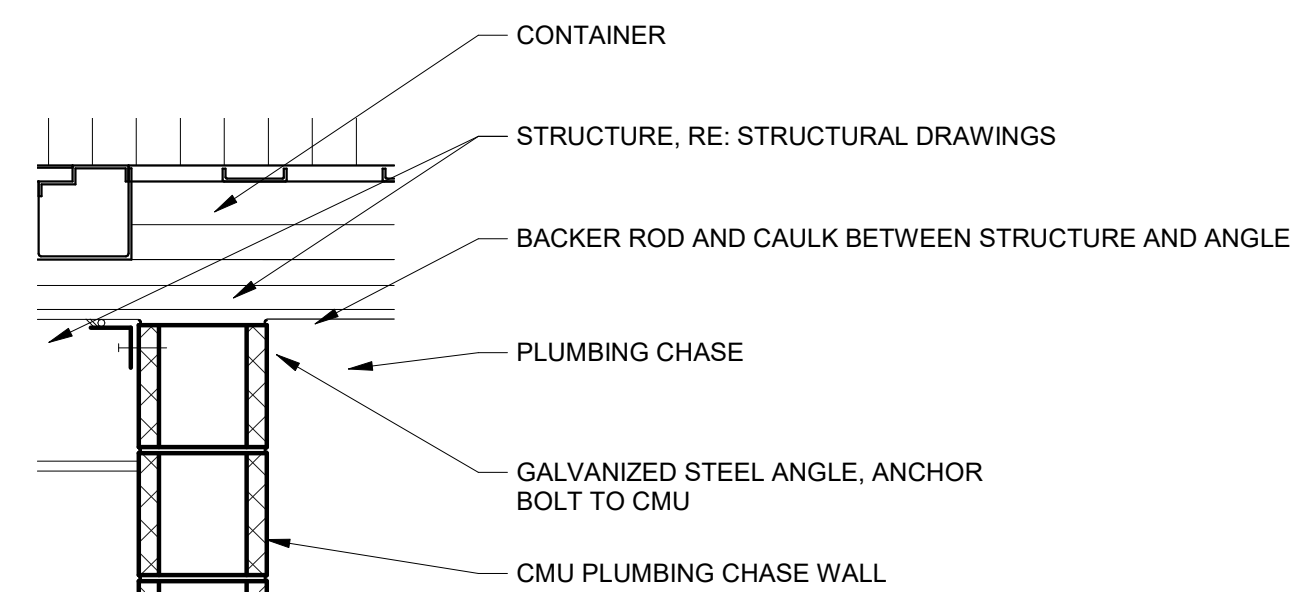 CONTAINER
STRUCTURE, RE: STRUCTURAL DRAWINGS
BACKER ROD AND CAULK BETWEEN STRUCTURE AND ANGLE
PLUMBING CHASE
GALVANIZED STEEL ANGLE, ANCHOR
BOLT TO CMU
CMU PLUMBING CHASE WALL